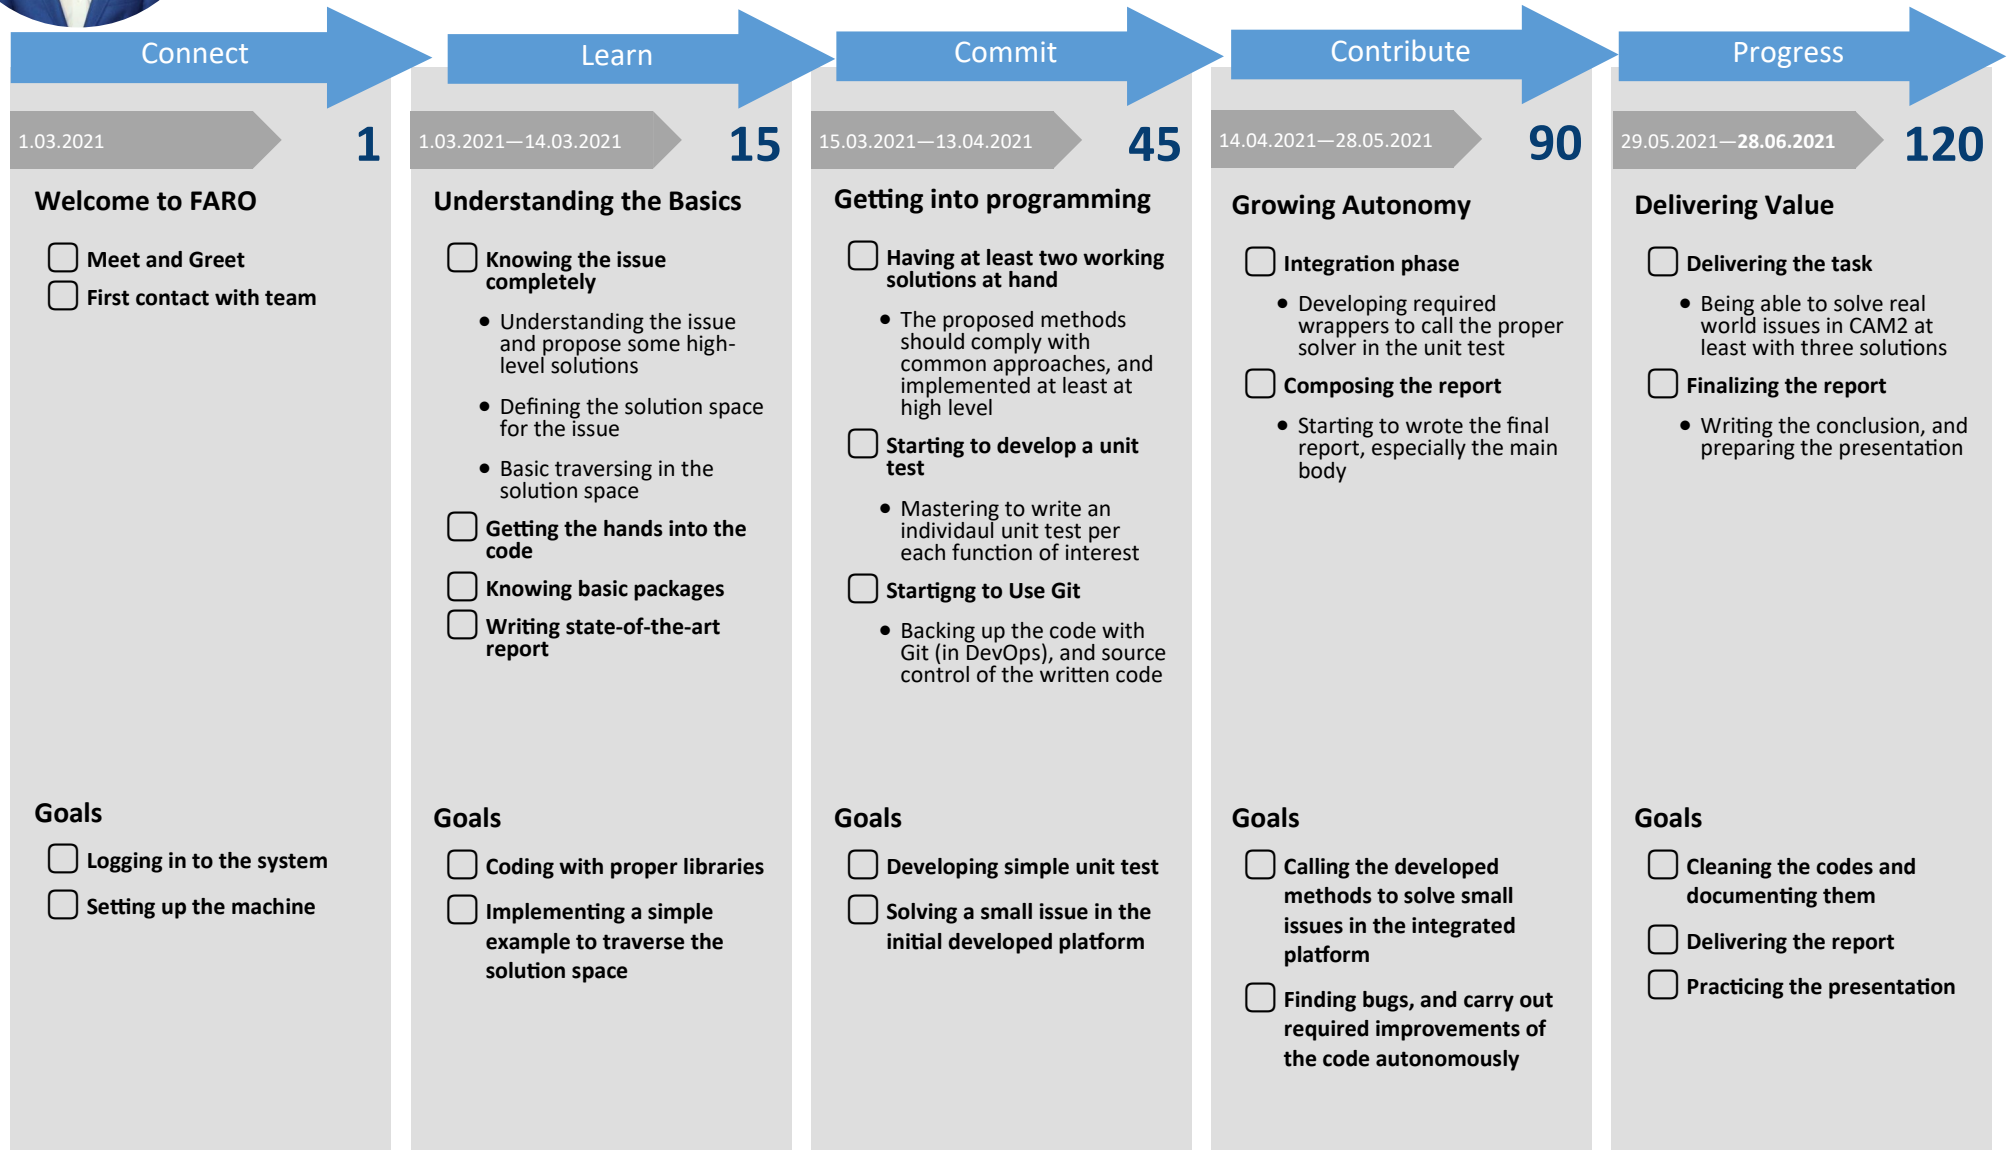 Connect
1.03.2021
1
Welcome to FARO
Meet and Greet
First contact with team
Goals
Logging in to the system
Setting up the machine
Learn
1.03.2021—14.03.2021
15
Understanding the Basics
Knowing the issue
completely
• Understanding the issue
and propose some high-
level solutions
• Defining the solution space
for the issue
• Basic traversing in the
solution space
Getting the hands into the
code
Knowing basic packages
Writing state-of-the-art
report
Goals
Coding with proper libraries
Implementing a simple
example to traverse the
solution space
Commit
15.03.2021—13.04.2021
45
Getting into programming
Having at least two working
solutions at hand
• The proposed methods
should comply with
common approaches, and
implemented at least at
high level
Starting to develop a unit
test
• Mastering to write an
individaul unit test per
each function of interest
Startigng to Use Git
• Backing up the code with
Git (in DevOps), and source
control of the written code
Goals
Developing simple unit test
Solving a small issue in the
initial developed platform
Contribute
14.04.2021—28.05.2021
90
Growing Autonomy
Integration phase
• Developing required
wrappers to call the proper
solver in the unit test
Composing the report
• Starting to wrote the final
report, especially the main
body
Goals
Calling the developed
methods to solve small
issues in the integrated
platform
Finding bugs, and carry out
required improvements of
the code autonomously
Progress
29.05.2021—28.06.2021
120
Delivering Value
Delivering the task
• Being able to solve real
world issues in CAM2 at
least with three solutions
Finalizing the report
• Writing the conclusion, and
preparing the presentation
Goals
Cleaning the codes and
documenting them
Delivering the report
Practicing the presentation